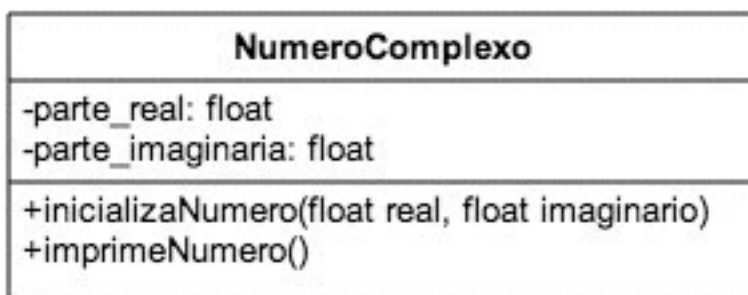 NumeroComplexo
-parte_real: float
-parte_imaginaria: float
+inicializaNumero(float real, float imaginario)
+imprimeNumero()